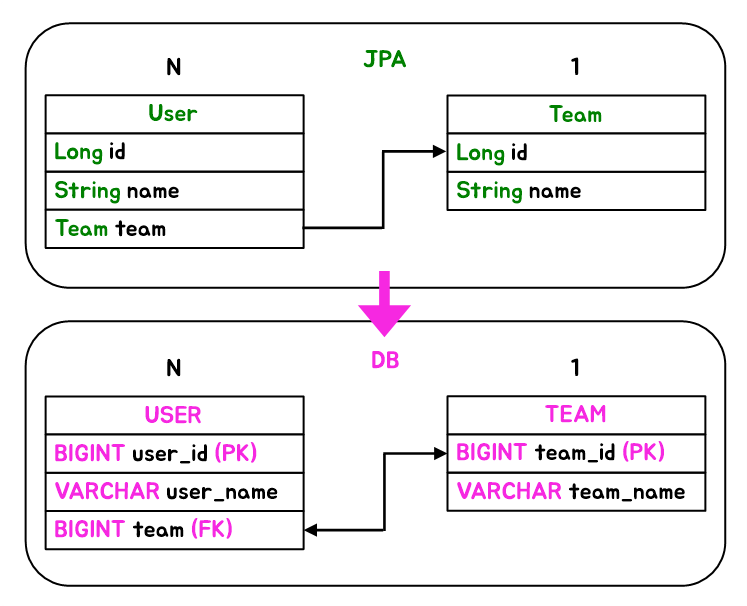 JPA
N
1
User
Long id
String name
Team team
Team
Long id
String name
DB
N
1
USER
BIGINT user_id (PK)
VARCHAR user_name
BIGINT team (FK)
TEAM
BIGINT team_id (PK)
VARCHAR team_name